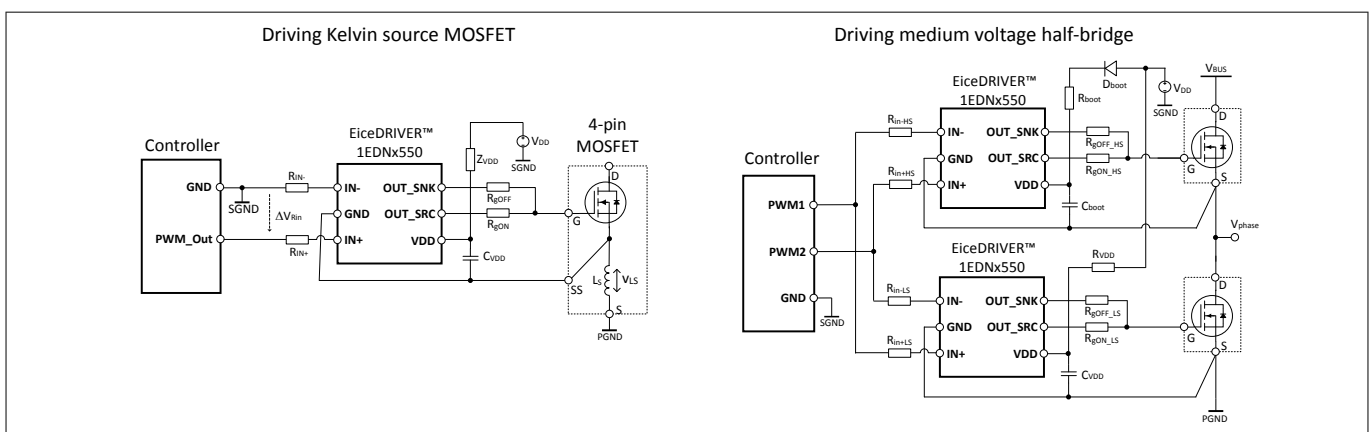 Driving Kelvin source MOSFET
Controller
GND
SGND
PWM_Out
ΔVRin
RIN-
RIN+
EiceDRIVER™
1EDNx550
IN-
GND
IN+
OUT_SNK
OUT_SRC
VDD
ZVDD
VDD
SGND
RgOFF
RgON
CVDD
4-pin
MOSFET
D
G
SS
LS
VLS
S
PGND
Driving medium voltage half-bridge
Controller
PWM1
PWM2
GND
SGND
Rin-HS
Rin+HS
EiceDRIVER™
1EDNx550
IN-
GND
IN+
OUT_SNK
OUT_SRC
VDD
Rboot
Dboot
VDD
SGND
RgOFF_HS
RgON_HS
Cboot
VBUS
D
G
S
Vphase
Rin-LS
Rin+LS
EiceDRIVER™
1EDNx550
IN-
GND
IN+
OUT_SNK
OUT_SRC
VDD
RVDD
RgOFF_LS
RgON_LS
CVDD
D
G
S
PGND